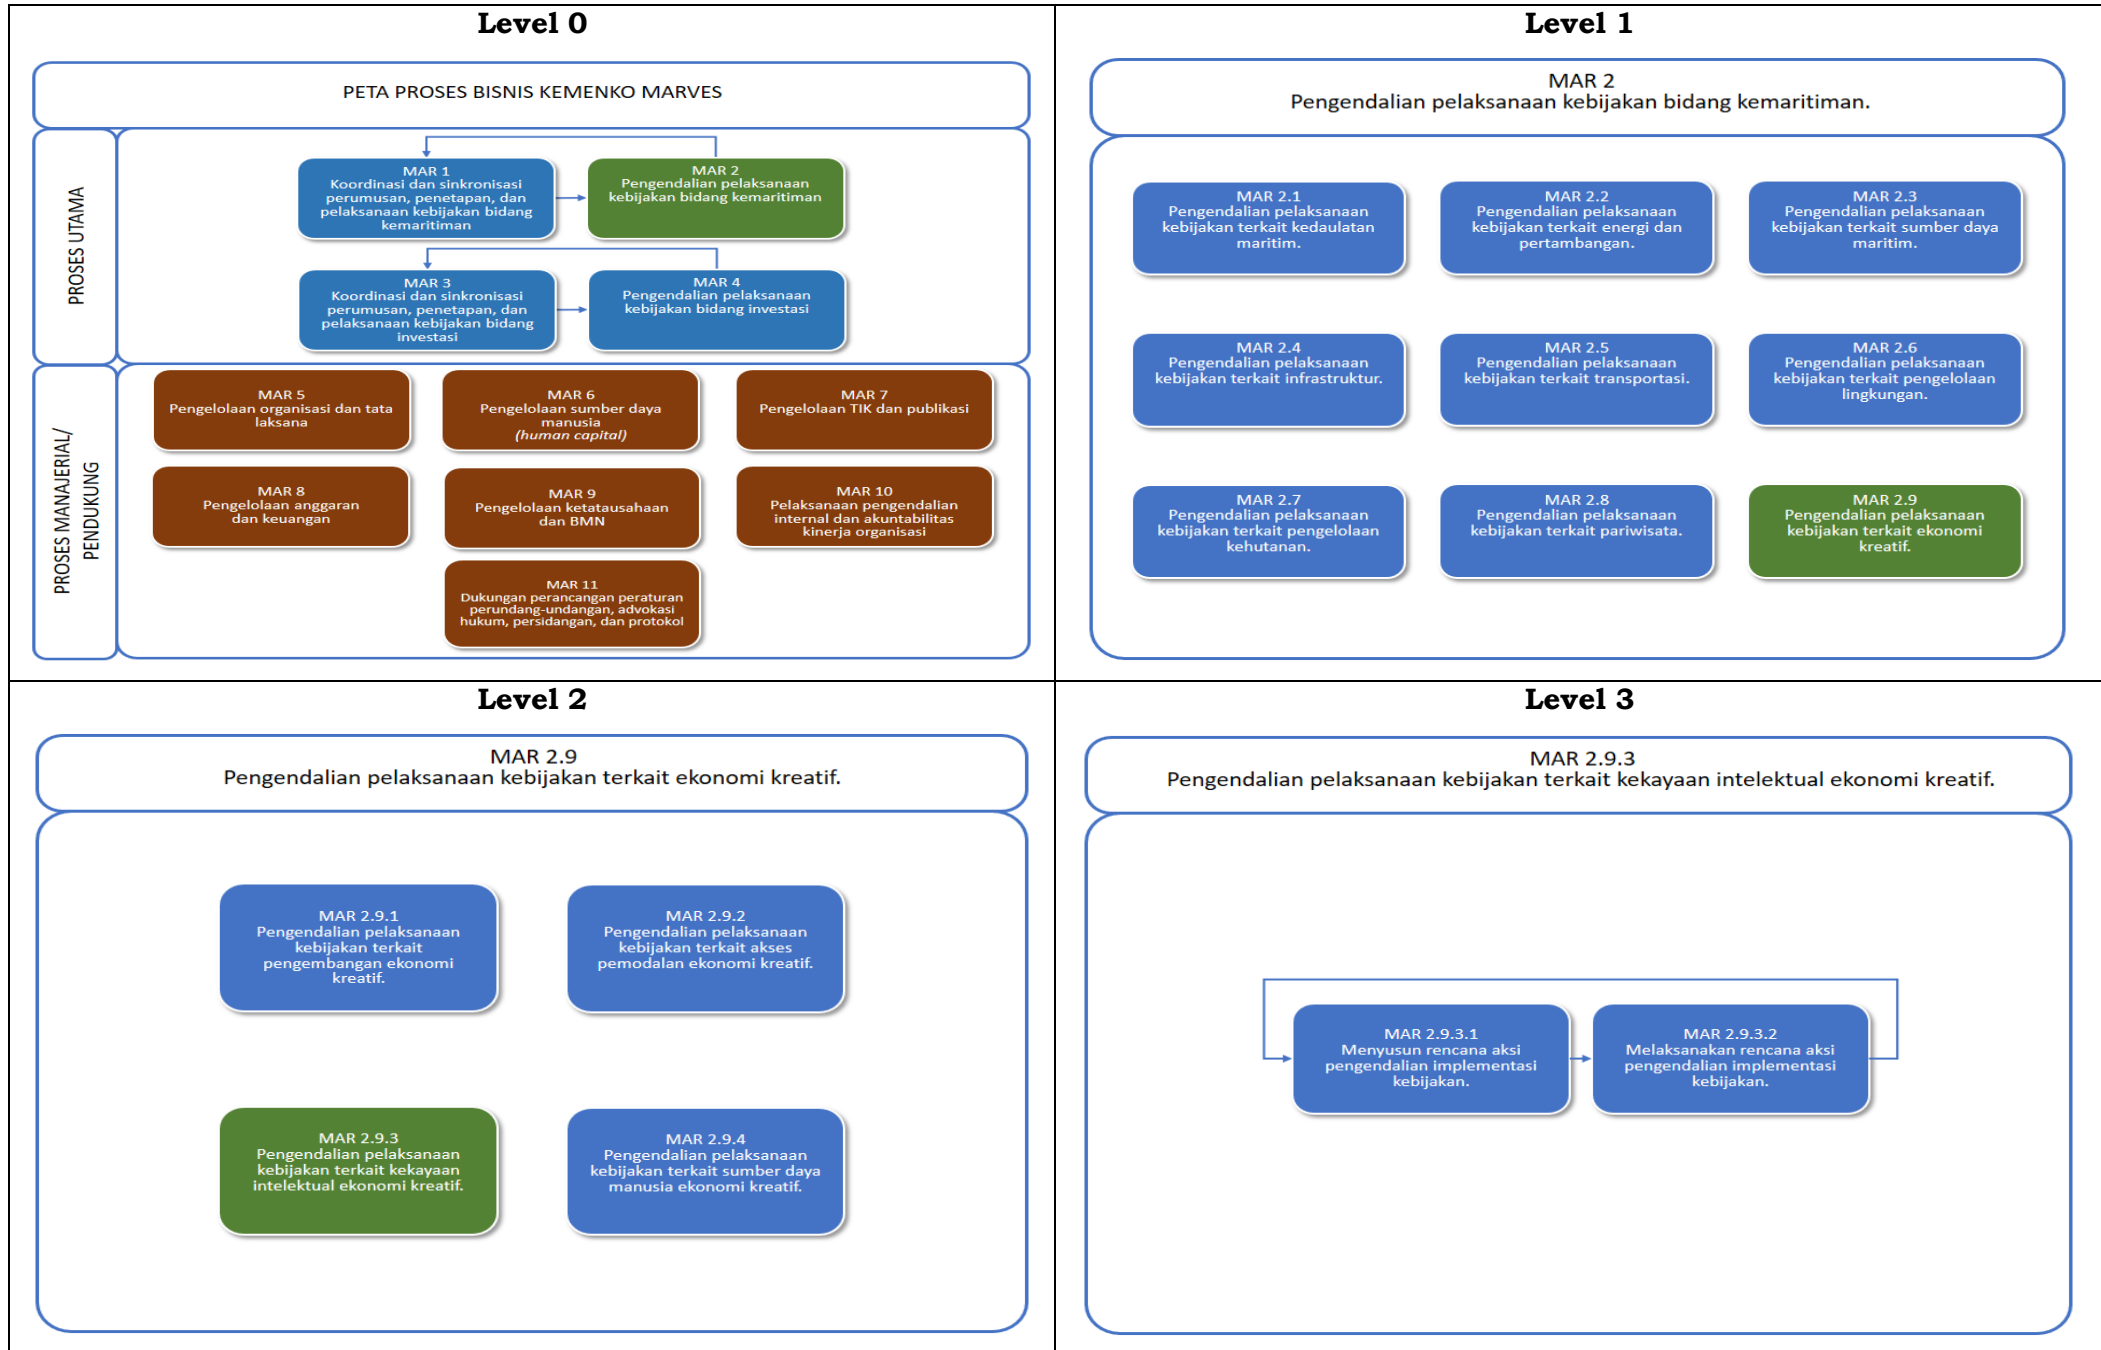 Level 0
PETA PROSES BISNIS KEMENKO MARVES
PROSES UTAMA
MAR 1
Koordinasi dan sinkronisasi
perumusan, penetapan, dan
pelaksanaan kebijakan bidang
kemaritiman
MAR 2
Pengendalian pelaksanaan
kebijakan bidang kemaritiman
MAR 3
Koordinasi dan sinkronisasi
perumusan, penetapan, dan
pelaksanaan kebijakan bidang
investasi
MAR 4
Pengendalian pelaksanaan
kebijakan bidang investasi
PROSES MANAJERIAL/
PENDUKUNG
MAR 5
Pengelolaan organisasi dan tata
laksana
MAR 6
Pengelolaan sumber daya
manusia
(human capital)
MAR 7
Pengelolaan TIK dan publikasi
MAR 8
Pengelolaan anggaran
dan keuangan
MAR 9
Pengelolaan ketatausahaan
dan BMN
MAR 10
Pelaksanaan pengendalian
internal dan akuntabilitas
kinerja organisasi
MAR 11
Dukungan perancangan peraturan
perundang-undangan, advokasi
hukum, persidangan, dan protokol
Level 1
MAR 2
Pengendalian pelaksanaan kebijakan bidang kemaritiman.
MAR 2.1
Pengendalian pelaksanaan
kebijakan terkait kedaulatan
maritim.
MAR 2.2
Pengendalian pelaksanaan
kebijakan terkait energi dan
pertambangan.
MAR 2.3
Pengendalian pelaksanaan
kebijakan terkait sumber daya
maritim.
MAR 2.4
Pengendalian pelaksanaan
kebijakan terkait infrastruktur.
MAR 2.5
Pengendalian pelaksanaan
kebijakan terkait transportasi.
MAR 2.6
Pengendalian pelaksanaan
kebijakan terkait pengelolaan
lingkungan.
MAR 2.7
Pengendalian pelaksanaan
kebijakan terkait pengelolaan
kehutanan.
MAR 2.8
Pengendalian pelaksanaan
kebijakan terkait pariwisata.
MAR 2.9
Pengendalian pelaksanaan
kebijakan terkait ekonomi
kreatif.
Level 2
MAR 2.9
Pengendalian pelaksanaan kebijakan terkait ekonomi kreatif.
MAR 2.9.1
Pengendalian pelaksanaan
kebijakan terkait
pengembangan ekonomi
kreatif.
MAR 2.9.2
Pengendalian pelaksanaan
kebijakan terkait akses
pemodalan ekonomi kreatif.
MAR 2.9.3
Pengendalian pelaksanaan
kebijakan terkait kekayaan
intelektual ekonomi kreatif.
MAR 2.9.4
Pengendalian pelaksanaan
kebijakan terkait sumber daya
manusia ekonomi kreatif.
Level 3
MAR 2.9.3
Pengendalian pelaksanaan kebijakan terkait kekayaan intelektual ekonomi kreatif.
MAR 2.9.3.1
Menyusun rencana aksi
pengendalian implementasi
kebijakan.
MAR 2.9.3.2
Melaksanakan rencana aksi
pengendalian implementasi
kebijakan.